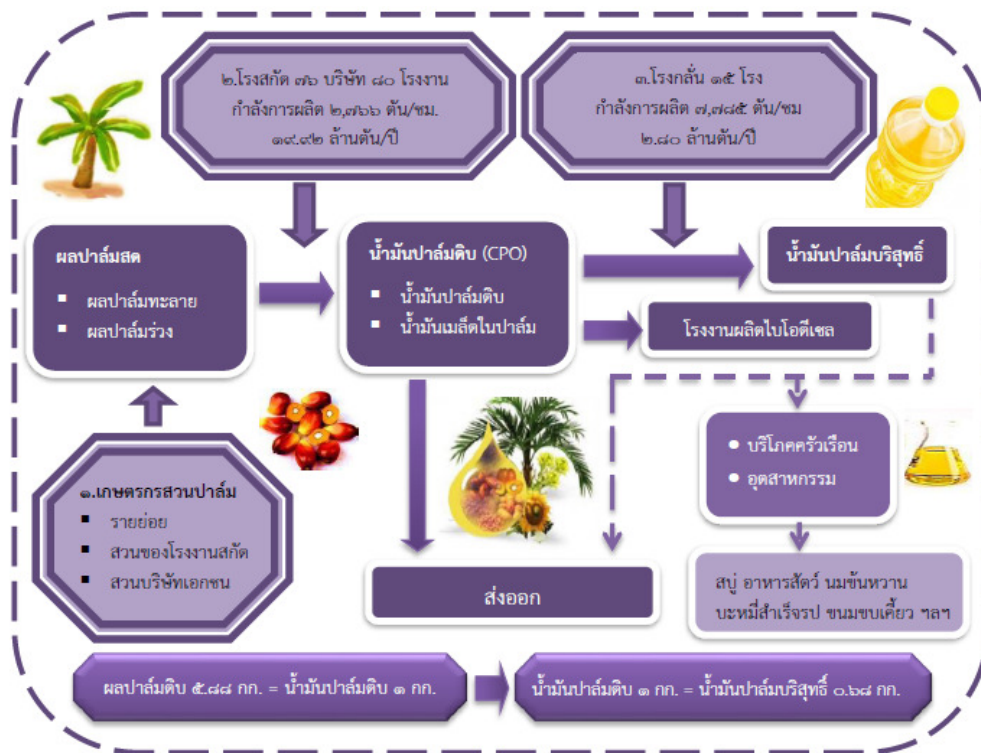 ๒.โรงสกัด ๗๖ บริษัท ๘๐ โรงงาน
กำลังการผลิต ๒,๗๖๖ ตัน/ชม.
๑๙.๙๒ ล้านตัน/ปี
๓.โรงกลั่น ๑๕ โรง
กำลังการผลิต ๗,๗๘๕ ตัน/ชม
๒.๘๐ ล้านตัน/ปี
ผลปาล์มสด
▪ ผลปาล์มทะลาย
▪ ผลปาล์มร่วง
น้ำมันปาล์มดิบ (CPO)
▪ น้ำมันปาล์มดิบ
▪ น้ำมันเมล็ดในปาล์ม
น้ำมันปาล์มบริสุทธิ์
โรงงานผลิตไบโอดีเซล
๑.เกษตรกรสวนปาล์ม
▪ รายย่อย
▪ สวนของโรงงานสกัด
▪ สวนบริษัทเอกชน
● บริโภคครัวเรือน
● อุตสาหกรรม
ส่งออก
สบู่ อาหารสัตว์ นมข้นหวาน
บะหมี่สำเร็จรูป ขนมขบเคี้ยว ฯลฯ
ผลปาล์มดิบ ๕.๘๘ กก. = น้ำมันปาล์มดิบ ๑ กก.
น้ำมันปาล์มดิบ ๑ กก. = น้ำมันปาล์มบริสุทธิ์ ๐.๖๘ กก.